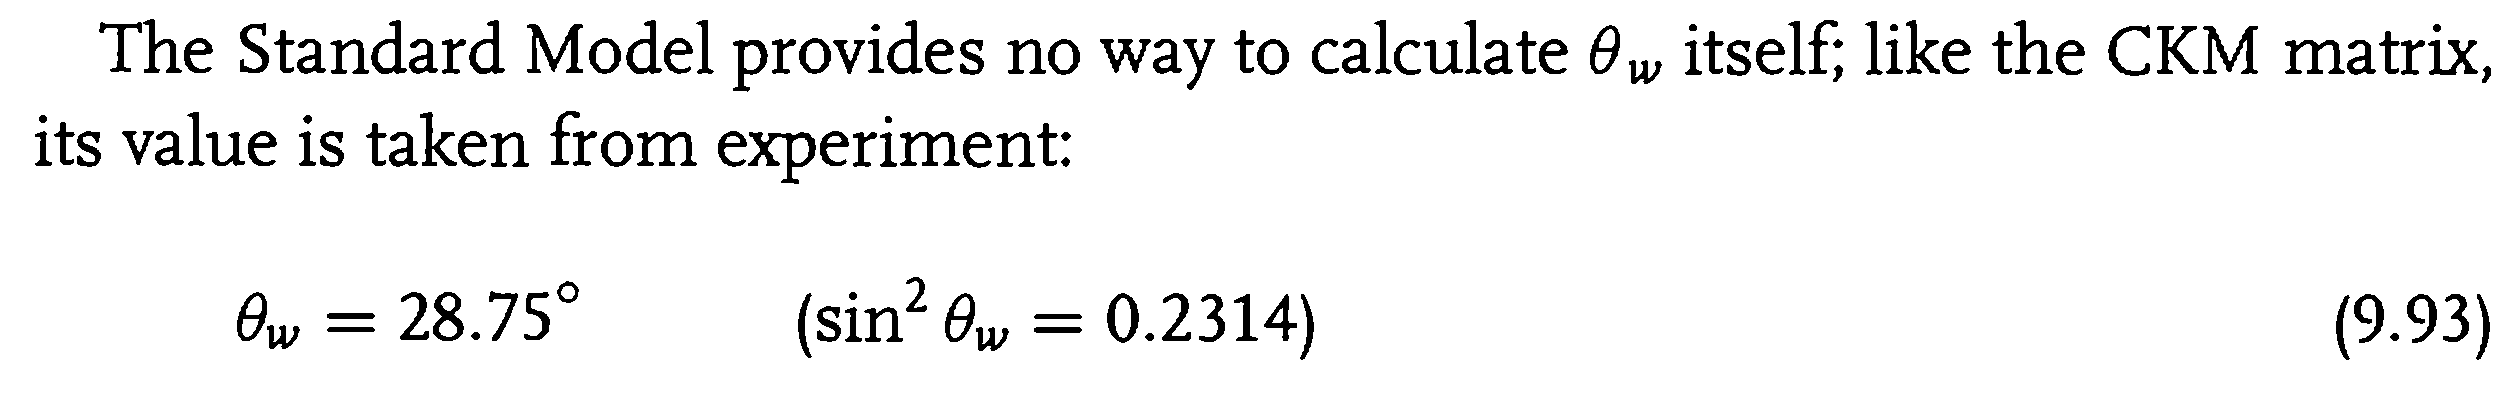 The Standard Model provides no way to calculate θ_w itself; like the CKM matrix,
its value is taken from experiment:
θ_w = 28.75° (sin² θ_w = 0.2314) (9.93)